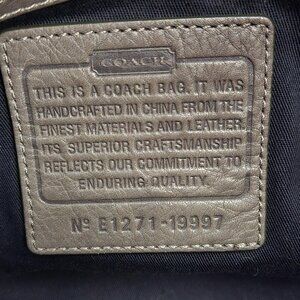 COACH
THIS IS A COACH BAG. IT WAS
HANDCRAFTED IN CHINA FROM THE
FINEST MATERIALS AND LEATHER.
ITS SUPERIOR CRAFTSMANSHIP
REFLECTS OUR COMMITMENT TO
ENDURING QUALITY.
Nº E1271-19997